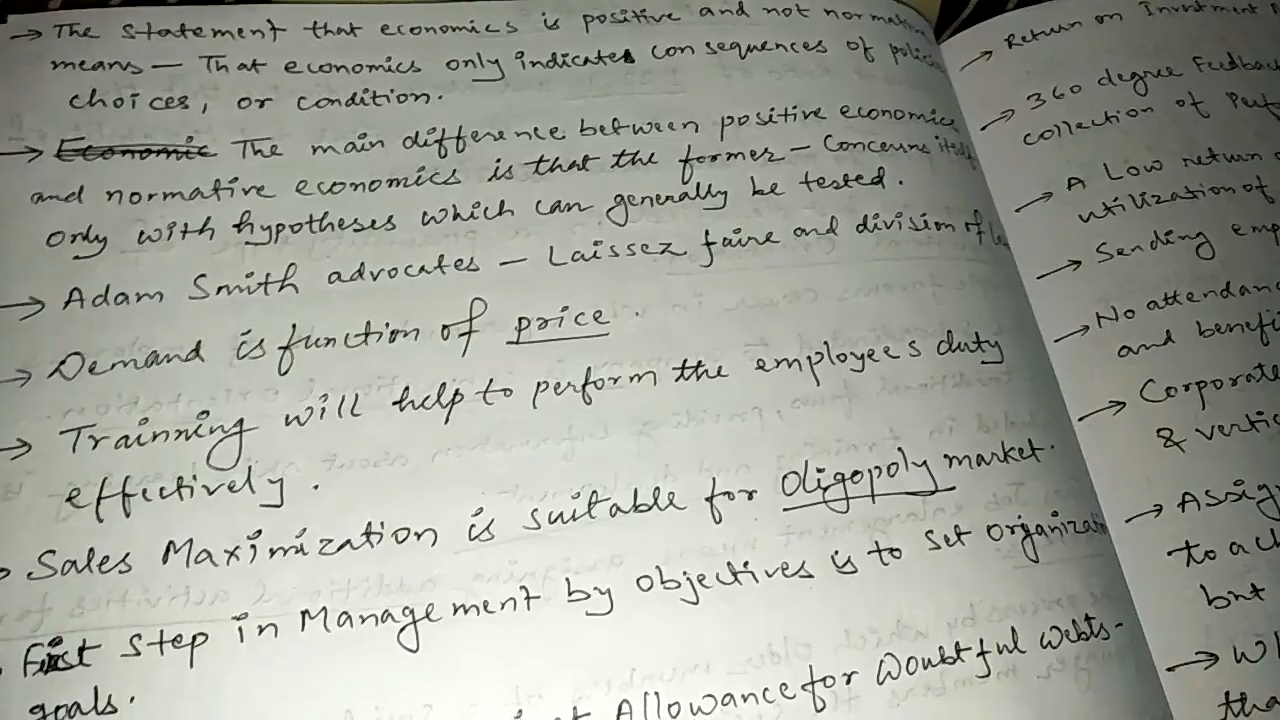 → The statement that economics is positive and not
means — That economics only indicates consequences of
choices, or condition.
→ Economic The main difference between positive economic
and normative economics is that the former — Concerns
only with hypotheses which can generally be tested.
→ Adam Smith advocates — Laissez faire and division of
→ Demand is function of price.
→ Trainning will help to perform the employees duty
effectively.
Sales Maximization is suitable for Oligopoly market.
First step in Management by objectives is to set
goals.
Allowance for Doubtful Debts-
→ Return on Investment
→ 360 degree
collection of
→ A Low return
utilization of
→ Sending
→ No
and
→ Corporate
&
→
to a
but
→